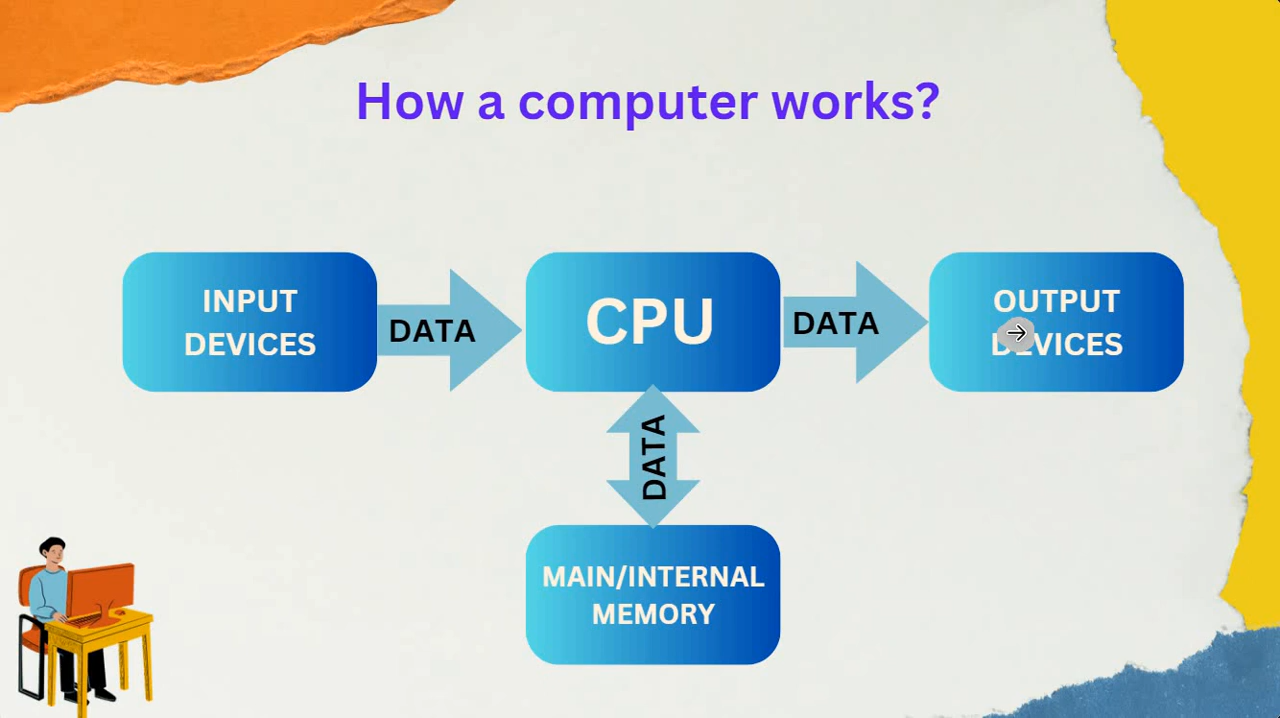 How a computer works?
INPUT
DEVICES
DATA
CPU
DATA
OUTPUT
DEVICES
DATA
MAIN/INTERNAL
MEMORY